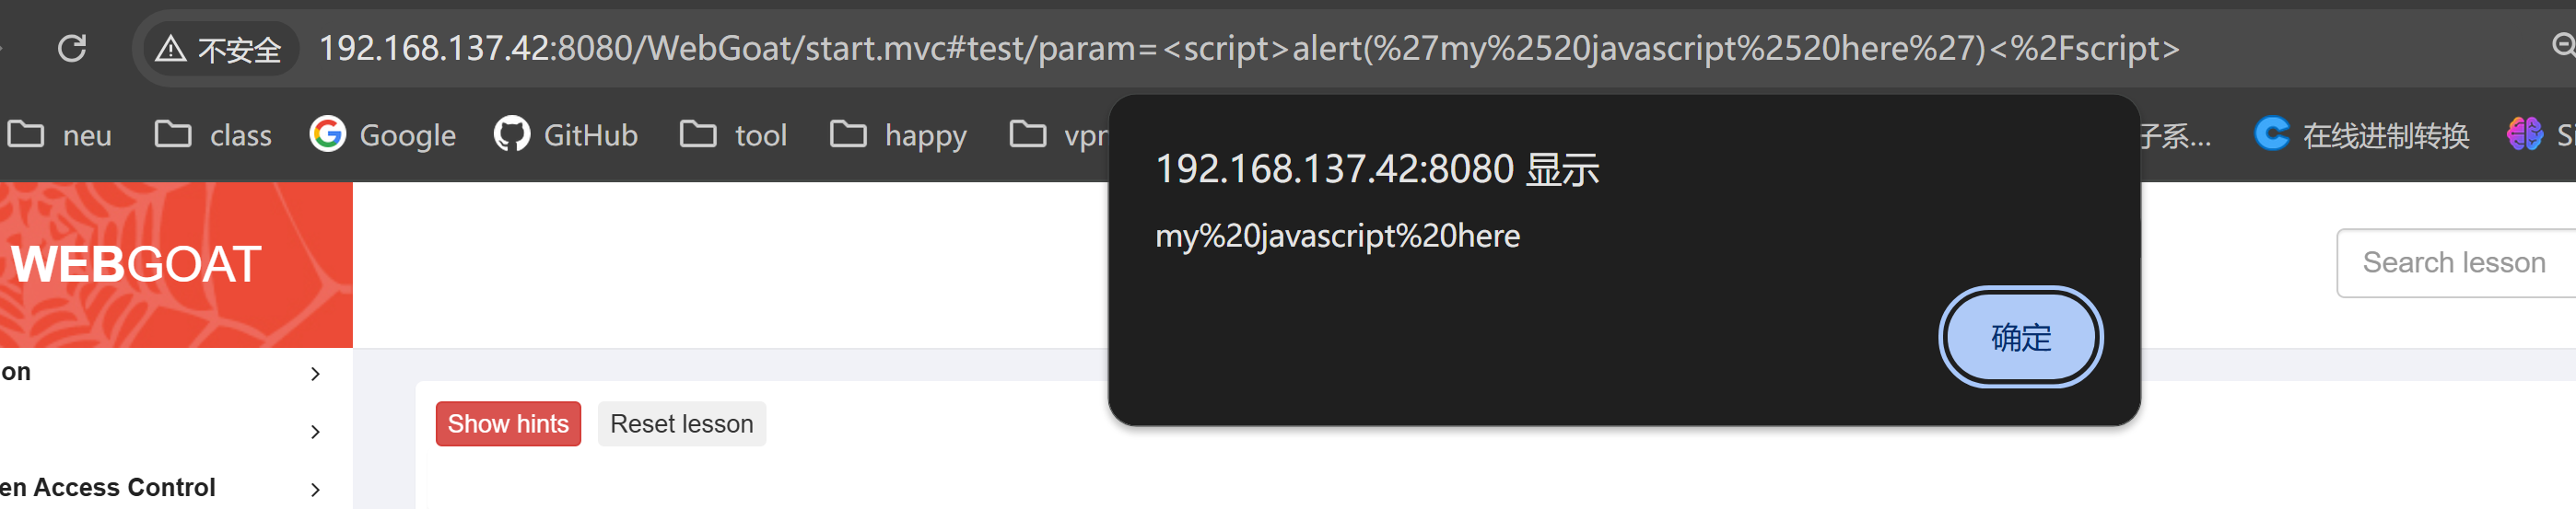 不安全 192.168.137.42:8080/WebGoat/start.mvc#test/param=<script>alert(%27my%2520javascript%2520here%27)<%2Fscript>
neu class Google GitHub tool happy vpn 子系... 在线进制转换
192.168.137.42:8080 显示
my%20javascript%20here
确定
WEBGOAT
Search lesson
on
Show hints Reset lesson
en Access Control